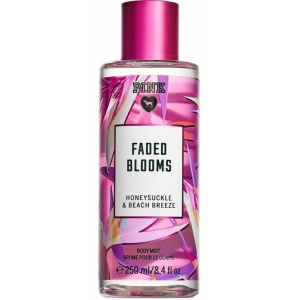 PINK
FADED
BLOOMS
HONEYSUCKLE
& BEACH BREEZE
BODY MIST
BRUME POUR LE CORPS
e 250 ml/8.4 fl oz